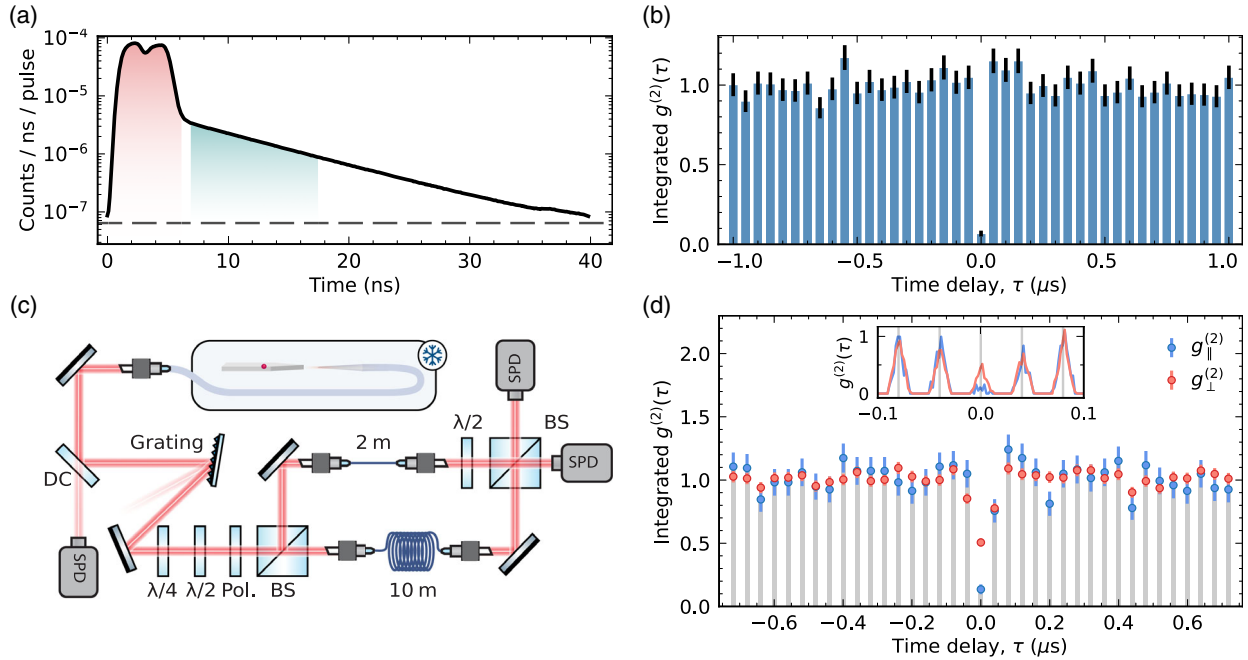 (a)
10⁻⁴
10⁻⁵
10⁻⁶
10⁻⁷
Counts / ns / pulse
0
10
20
30
40
Time (ns)
(b)
1.0
0.5
0.0
Integrated g⁽²⁾(τ)
−1.0
−0.5
0.0
0.5
1.0
Time delay, τ (μs)
(c)
SPD
λ/2
BS
SPD
2 m
Grating
DC
SPD
λ/4
λ/2
Pol.
BS
10 m
(d)
2.0
1.5
1.0
0.5
0.0
Integrated g⁽²⁾(τ)
1
0
g⁽²⁾(τ)
−0.1
0.0
0.1
g∥⁽²⁾(τ)
g⊥⁽²⁾(τ)
−0.6
−0.4
−0.2
0.0
0.2
0.4
0.6
Time delay, τ (μs)